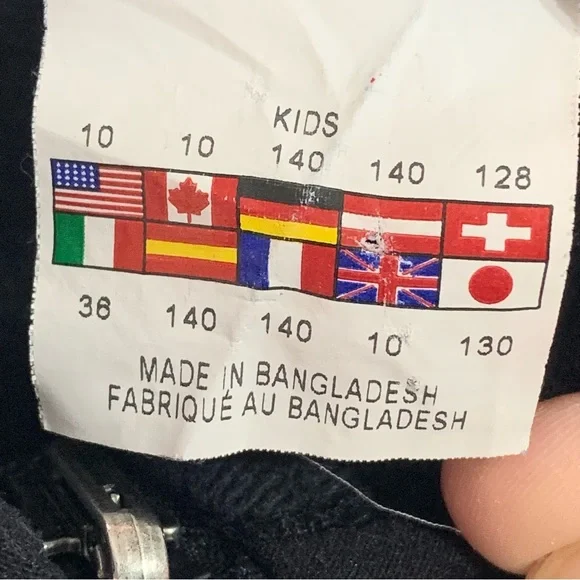 KIDS
10 10 140 140 128
36 140 140 10 130
MADE IN BANGLADESH
FABRIQUÉ AU BANGLADESH